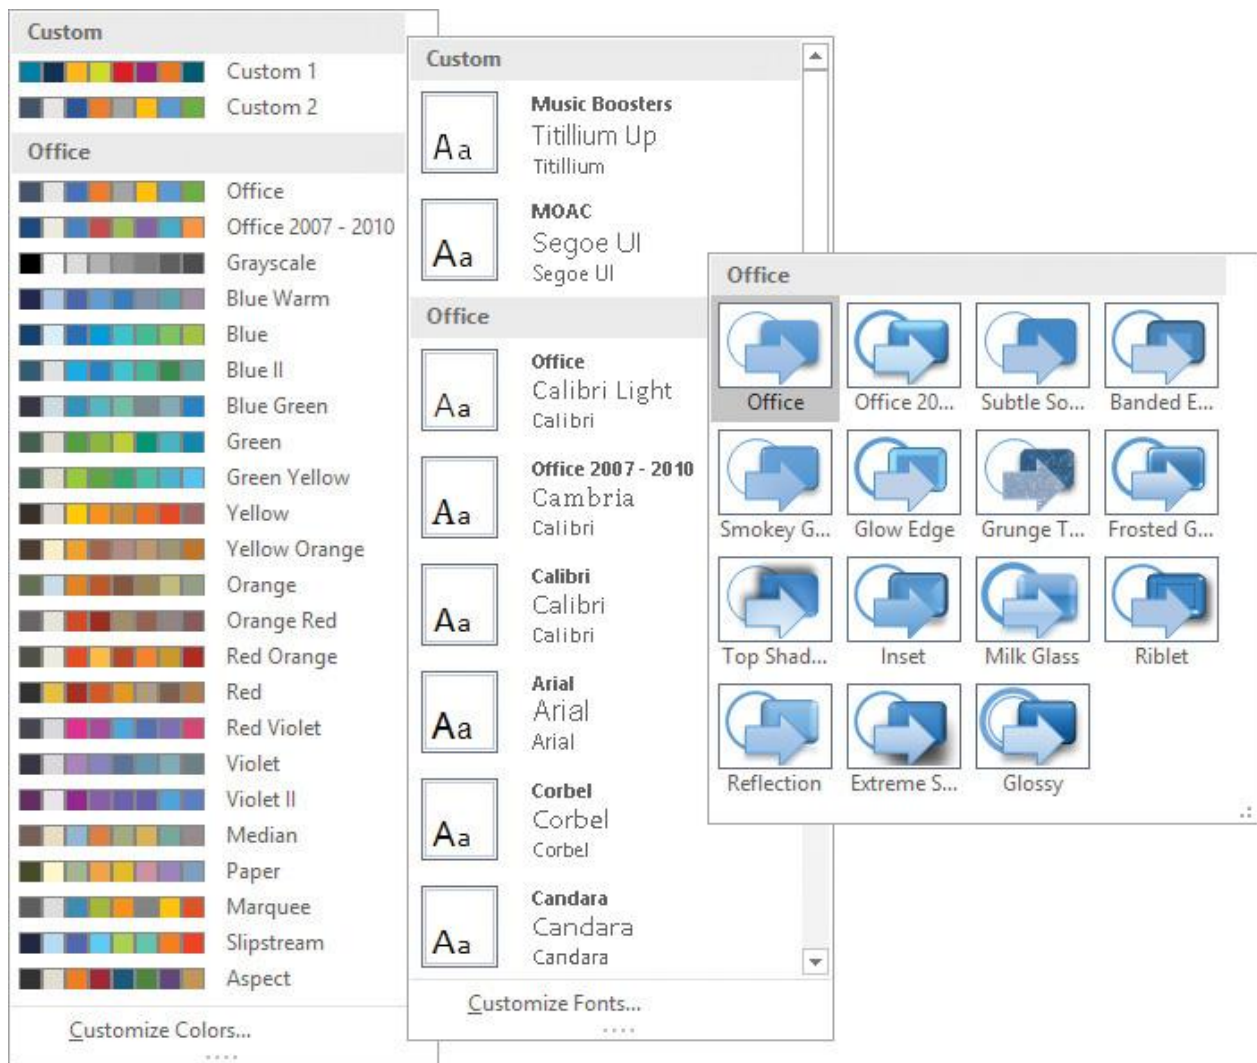 Custom
Custom 1
Custom 2
Office
Office
Office 2007 - 2010
Grayscale
Blue Warm
Blue
Blue II
Blue Green
Green
Green Yellow
Yellow
Yellow Orange
Orange
Orange Red
Red Orange
Red
Red Violet
Violet
Violet II
Median
Paper
Marquee
Slipstream
Aspect
Customize Colors...
Custom
Aa
Music Boosters
Titillium Up
Titillium
Aa
MOAC
Segoe UI
Segoe UI
Office
Aa
Office
Calibri Light
Calibri
Aa
Office 2007 - 2010
Cambria
Calibri
Aa
Calibri
Calibri
Calibri
Aa
Arial
Arial
Arial
Aa
Corbel
Corbel
Corbel
Aa
Candara
Candara
Candara
Customize Fonts...
Office
Office Office 20... Subtle So... Banded E...
Smokey G... Glow Edge Grunge T... Frosted G...
Top Shad... Inset Milk Glass Riblet
Reflection Extreme S... Glossy